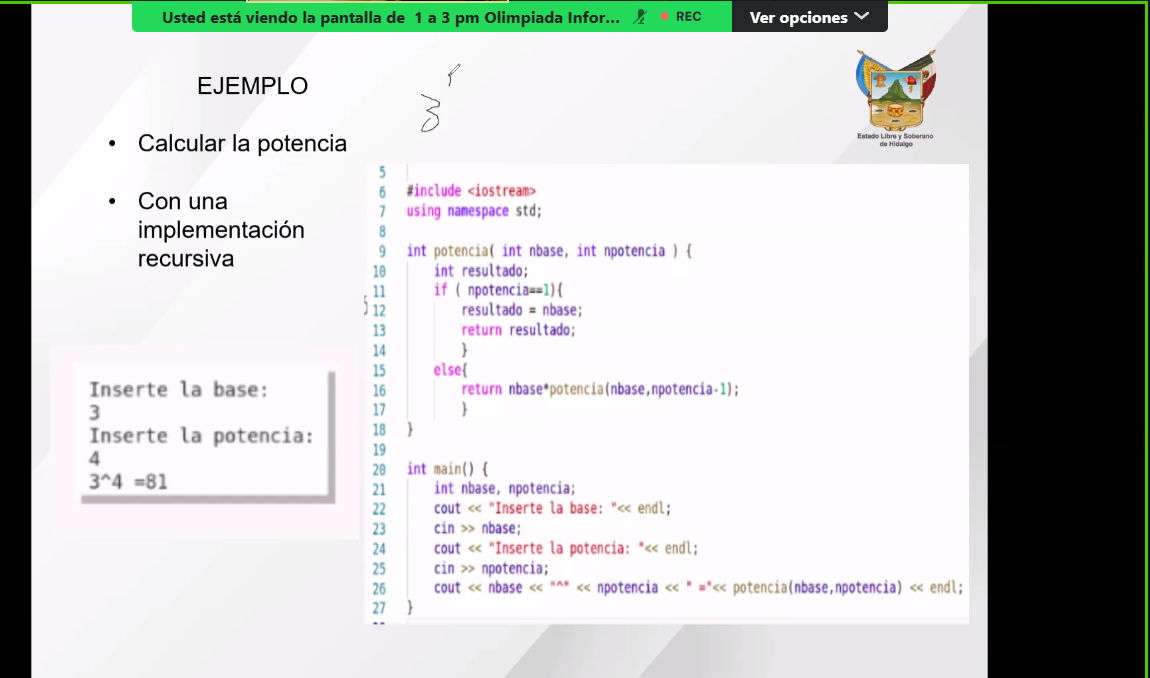 Usted está viendo la pantalla de 1 a 3 pm Olimpiada Infor... REC Ver opciones
EJEMPLO
3
Estado Libre y Soberano
de Hidalgo
• Calcular la potencia
• Con una
implementación
recursiva
5
6 #include <iostream>
7 using namespace std;
8
9 int potencia( int nbase, int npotencia ) {
10 int resultado;
11 if ( npotencia==1){
12 resultado = nbase;
13 return resultado;
14 }
15 else{
16 return nbase*potencia(nbase,npotencia-1);
17 }
18 }
19
20 int main() {
21 int nbase, npotencia;
22 cout << "Inserte la base: "<< endl;
23 cin >> nbase;
24 cout << "Inserte la potencia: "<< endl;
25 cin >> npotencia;
26 cout << nbase << "^" << npotencia << " ="<< potencia(nbase,npotencia) << endl;
27 }
Inserte la base:
3
Inserte la potencia:
4
3^4 =81